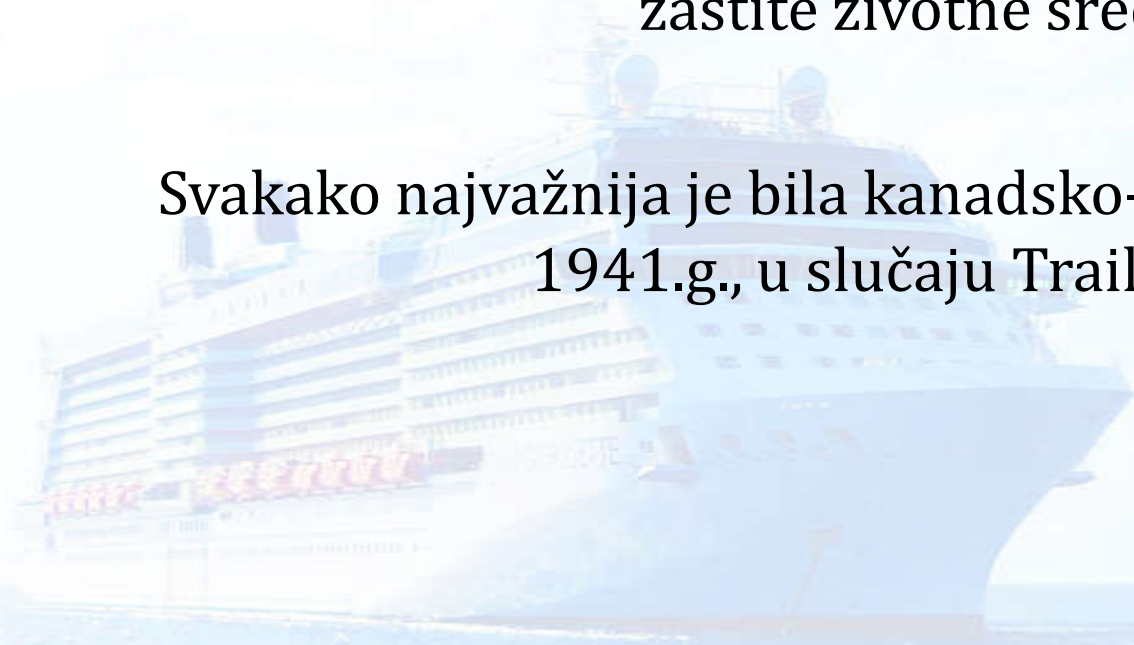 zaštite životne sre
Svakako najvažnija je bila kanadsko-
1941.g., u slučaju Trail